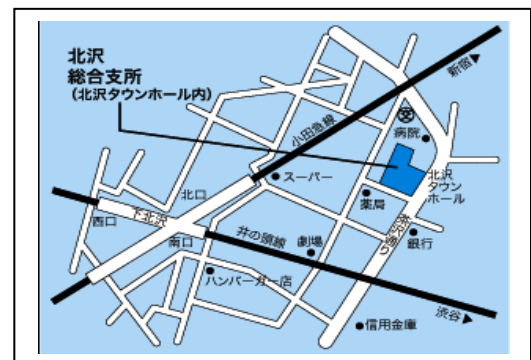 北沢
総合支所
(北沢タウンホール内)
新宿▶
小田急線
病院
北沢
タウン
ホール
スーパー
薬局
北口
下北沢
西口
南口
井の頭線
劇場
茶沢通り
銀行
ハンバーガー店
渋谷▶
信用金庫